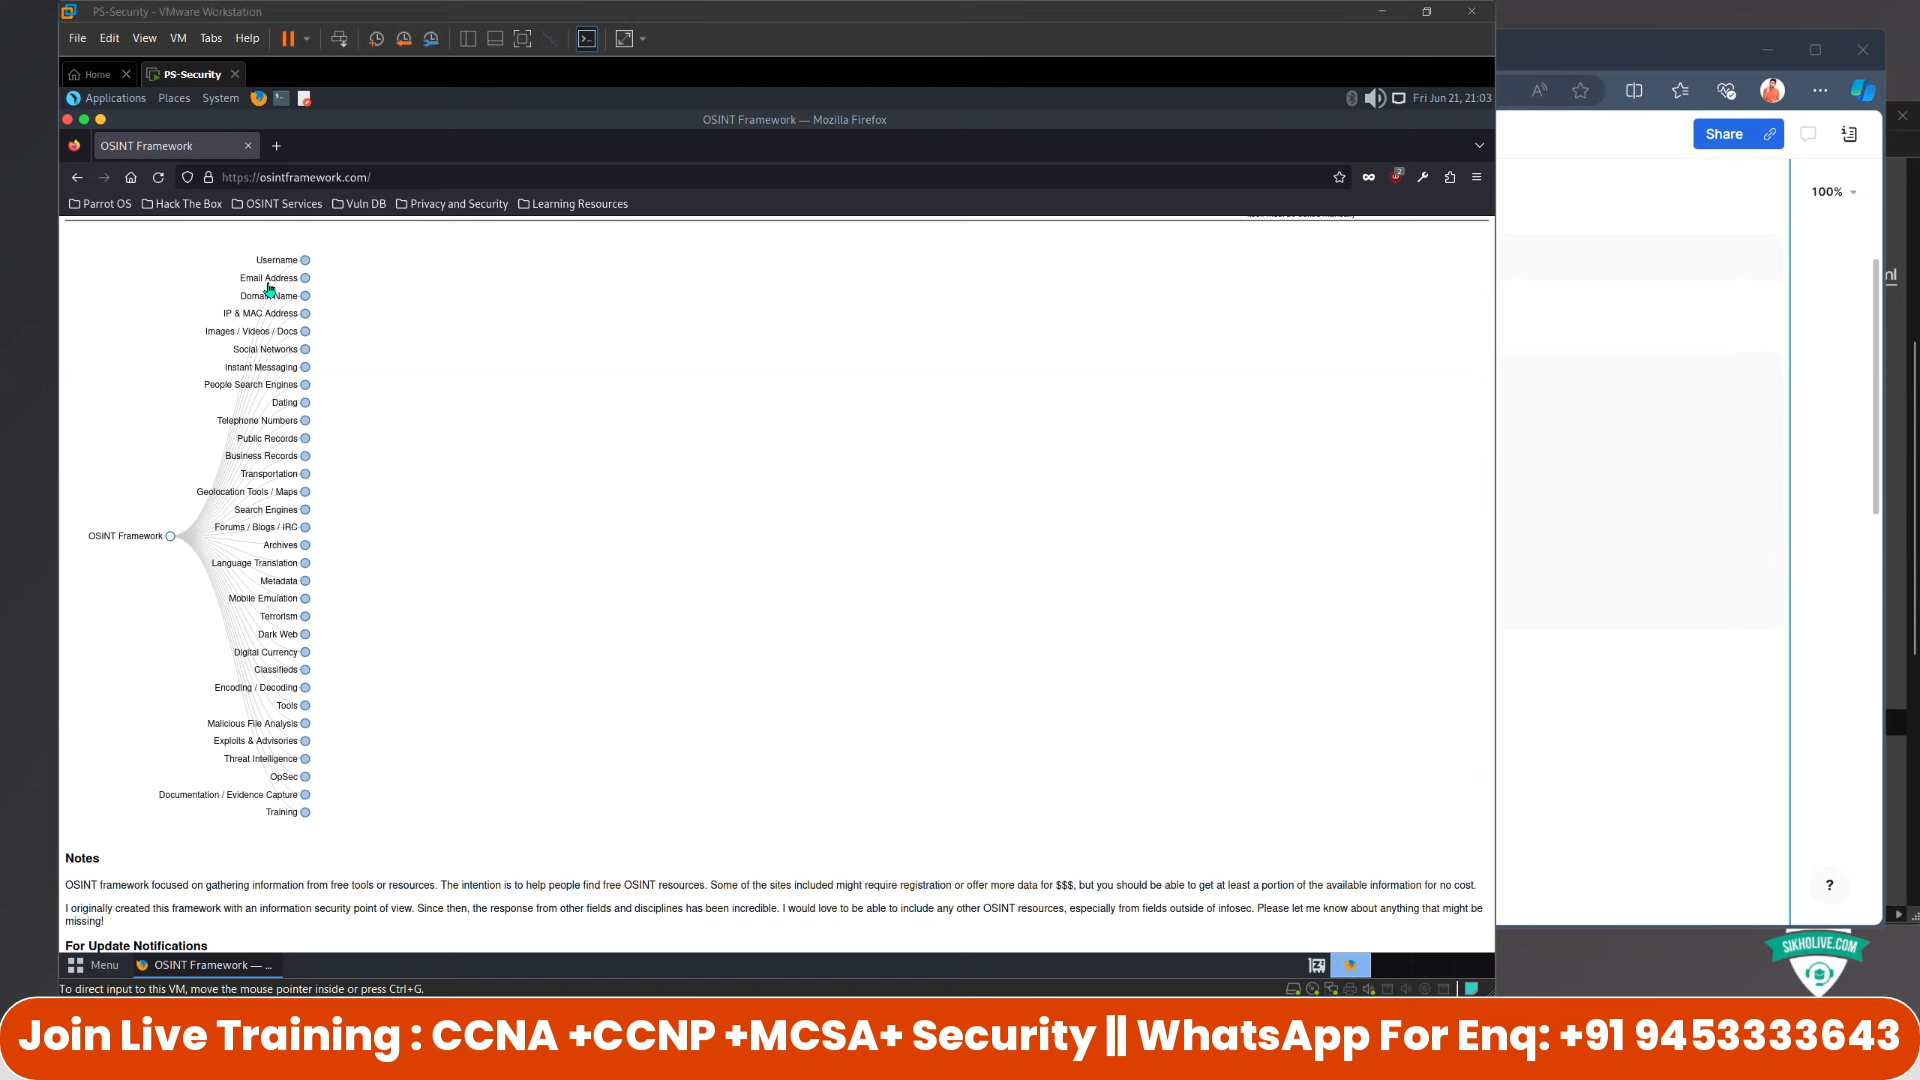 PS-Security - VMware Workstation
File Edit View VM Tabs Help
Home PS-Security
Applications Places System Fri Jun 21, 21:03
OSINT Framework — Mozilla Firefox
OSINT Framework
https://osintframework.com/
Parrot OS Hack The Box OSINT Services Vuln DB Privacy and Security Learning Resources
Share
100%
Username
Email Address
Domain Name
IP & MAC Address
Images / Videos / Docs
Social Networks
Instant Messaging
People Search Engines
Dating
Telephone Numbers
Public Records
Business Records
Transportation
Geolocation Tools / Maps
Search Engines
Forums / Blogs / IRC
OSINT Framework
Archives
Language Translation
Metadata
Mobile Emulation
Terrorism
Dark Web
Digital Currency
Classifieds
Encoding / Decoding
Tools
Malicious File Analysis
Exploits & Advisories
Threat Intelligence
OpSec
Documentation / Evidence Capture
Training
Notes
OSINT framework focused on gathering information from free tools or resources. The intention is to help people find free OSINT resources. Some of the sites included might require registration or offer more data for $$$, but you should be able to get at least a portion of the available information for no cost.
I originally created this framework with an information security point of view. Since then, the response from other fields and disciplines has been incredible. I would love to be able to include any other OSINT resources, especially from fields outside of infosec. Please let me know about anything that might be
missing!
For Update Notifications
Menu OSINT Framework — ...
To direct input to this VM, move the mouse pointer inside or press Ctrl+G.
SIKHOLIVE.COM
Join Live Training : CCNA +CCNP +MCSA+ Security || WhatsApp For Enq: +91 9453333643